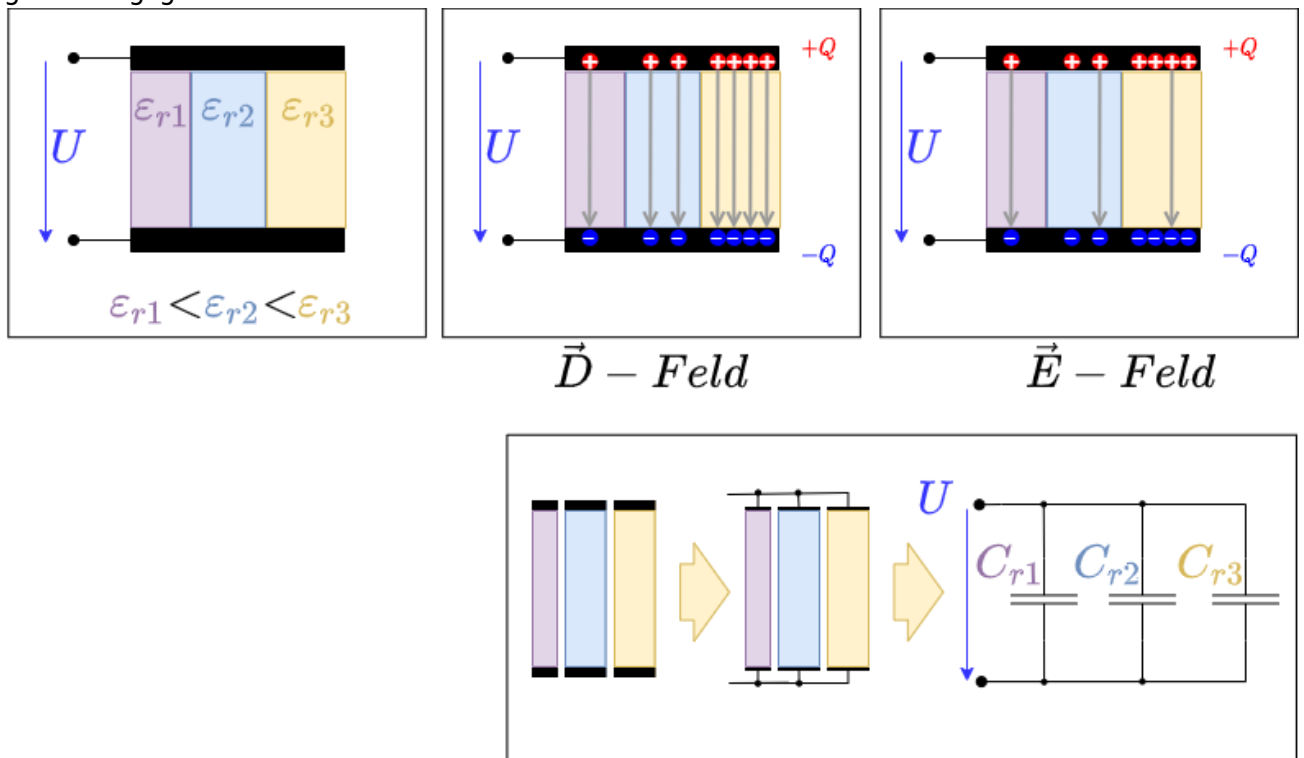 εr1 εr2 εr3
U
εr1<εr2<εr3
U
+Q
−Q
U
+Q
−Q
D⃗ − Feld
E⃗ − Feld
U
Cr1 Cr2 Cr3